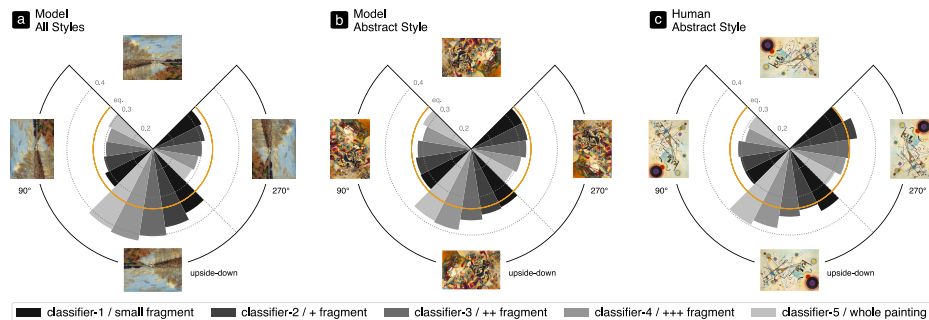 a Model
All Styles
0.4
eq.
0.3
0.2
90°
270°
upside-down
b Model
Abstract Style
0.4
eq.
0.3
0.2
90°
270°
upside-down
c Human
Abstract Style
0.4
eq.
0.3
0.2
90°
270°
upside-down
classifier-1 / small fragment classifier-2 / + fragment classifier-3 / ++ fragment classifier-4 / +++ fragment classifier-5 / whole painting